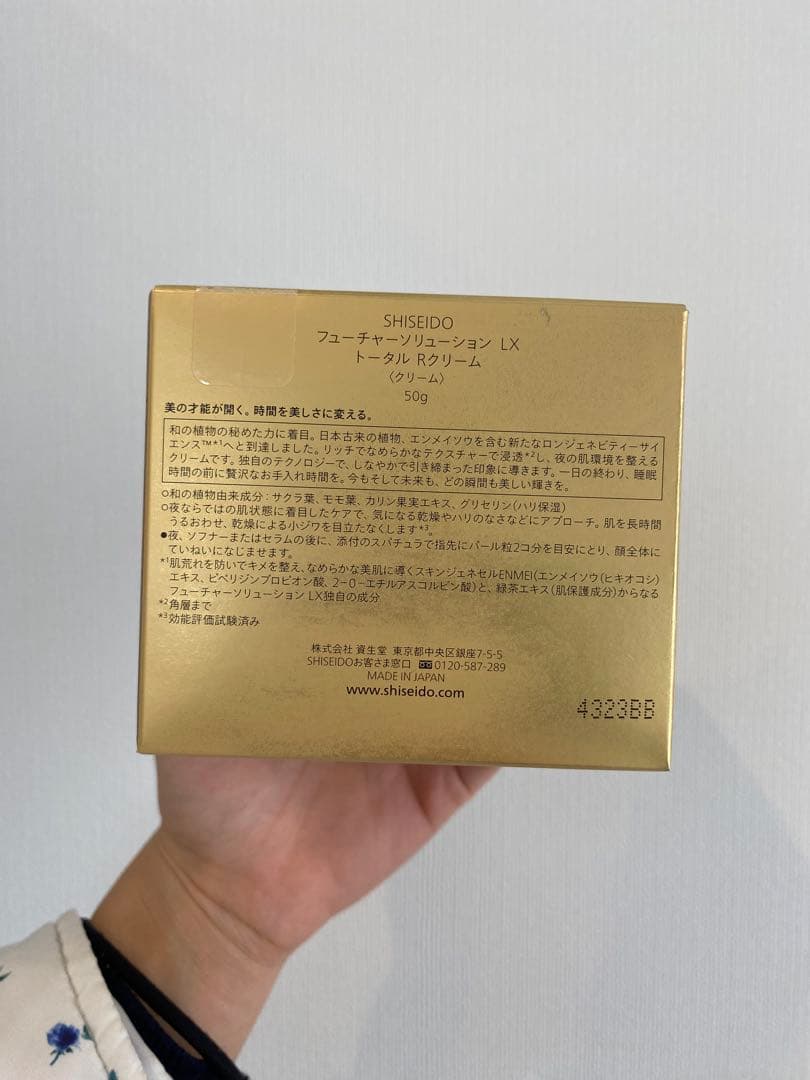 SHISEIDO
フューチャーソリューション LX
トータル Rクリーム
〈クリーム〉
50g
美の才能が開く。時間を美しさに変える。
和の植物の秘めた力に着目。日本古来の植物、エンメイソウを含む新たなロンジェネビティーサイ
エンス™*¹へと到達しました。リッチでなめらかなテクスチャーで浸透*²し、夜の肌環境を整える
クリームです。独自のテクノロジーで、しなやかで引き締まった印象に導きます。一日の終わり、睡眠
時間の前に贅沢なお手入れ時間を。今もそして未来も、どの瞬間も美しい輝きを。
○和の植物由来成分：サクラ葉、モモ葉、カリン果実エキス、グリセリン(ハリ保湿)
○夜ならではの肌状態に着目したケアで、気になる乾燥やハリのなさなどにアプローチ。肌を長時間
うるおわせ、乾燥による小ジワを目立たなくします*³。
●夜、ソフナーまたはセラムの後に、添付のスパチュラで指先にパール粒2コ分を目安にとり、顔全体に
ていねいになじませます。
*¹肌荒れを防いでキメを整え、なめらかな美肌に導くスキンジェネセルENMEI(エンメイソウ(ヒキオコシ)
エキス、ピペリジンプロピオン酸、2-O-エチルアスコルビン酸)と、緑茶エキス(肌保護成分)からなる
フューチャーソリューション LX独自の成分
*²角層まで
*³効能評価試験済み
株式会社 資生堂 東京都中央区銀座7-5-5
SHISEIDOお客さま窓口 0120-587-289
MADE IN JAPAN
www.shiseido.com
4323BB